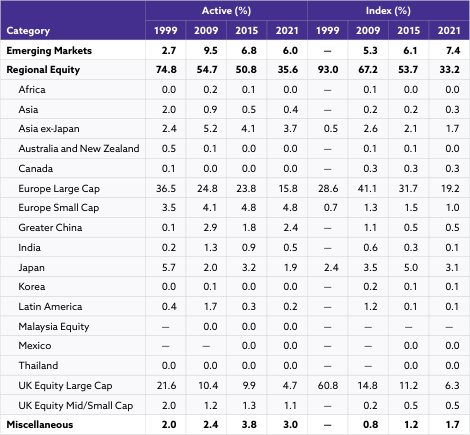 Active (%) Index (%)
Category 1999 2009 2015 2021 1999 2009 2015 2021
Emerging Markets 2.7 9.5 6.8 6.0 — 5.3 6.1 7.4
Regional Equity 74.8 54.7 50.8 35.6 93.0 67.2 53.7 33.2
Africa 0.0 0.2 0.1 0.0 — 0.1 0.0 0.0
Asia 2.0 0.9 0.5 0.4 — 0.2 0.2 0.3
Asia ex-Japan 2.4 5.2 4.1 3.7 0.5 2.6 2.1 1.7
Australia and New Zealand 0.5 0.1 0.0 0.0 — 0.1 0.1 0.0
Canada 0.1 0.0 0.0 0.0 — 0.3 0.3 0.3
Europe Large Cap 36.5 24.8 23.8 15.8 28.6 41.1 31.7 19.2
Europe Small Cap 3.5 4.1 4.8 4.8 0.7 1.3 1.5 1.0
Greater China 0.1 2.9 1.8 2.4 — 1.1 0.5 0.5
India 0.2 1.3 0.9 0.5 — 0.6 0.3 0.1
Japan 5.7 2.0 3.2 1.9 2.4 3.5 5.0 3.1
Korea 0.0 0.1 0.0 0.0 — 0.2 0.1 0.1
Latin America 0.4 1.7 0.3 0.2 — 1.2 0.1 0.1
Malaysia Equity — 0.0 0.0 0.0 — — — —
Mexico — — 0.0 0.0 — — 0.0 0.0
Thailand 0.0 0.0 0.0 0.0 — — 0.0 0.0
UK Equity Large Cap 21.6 10.4 9.9 4.7 60.8 14.8 11.2 6.3
UK Equity Mid/Small Cap 2.0 1.2 1.3 1.1 — 0.2 0.5 0.5
Miscellaneous 2.0 2.4 3.8 3.0 — 0.8 1.2 1.7